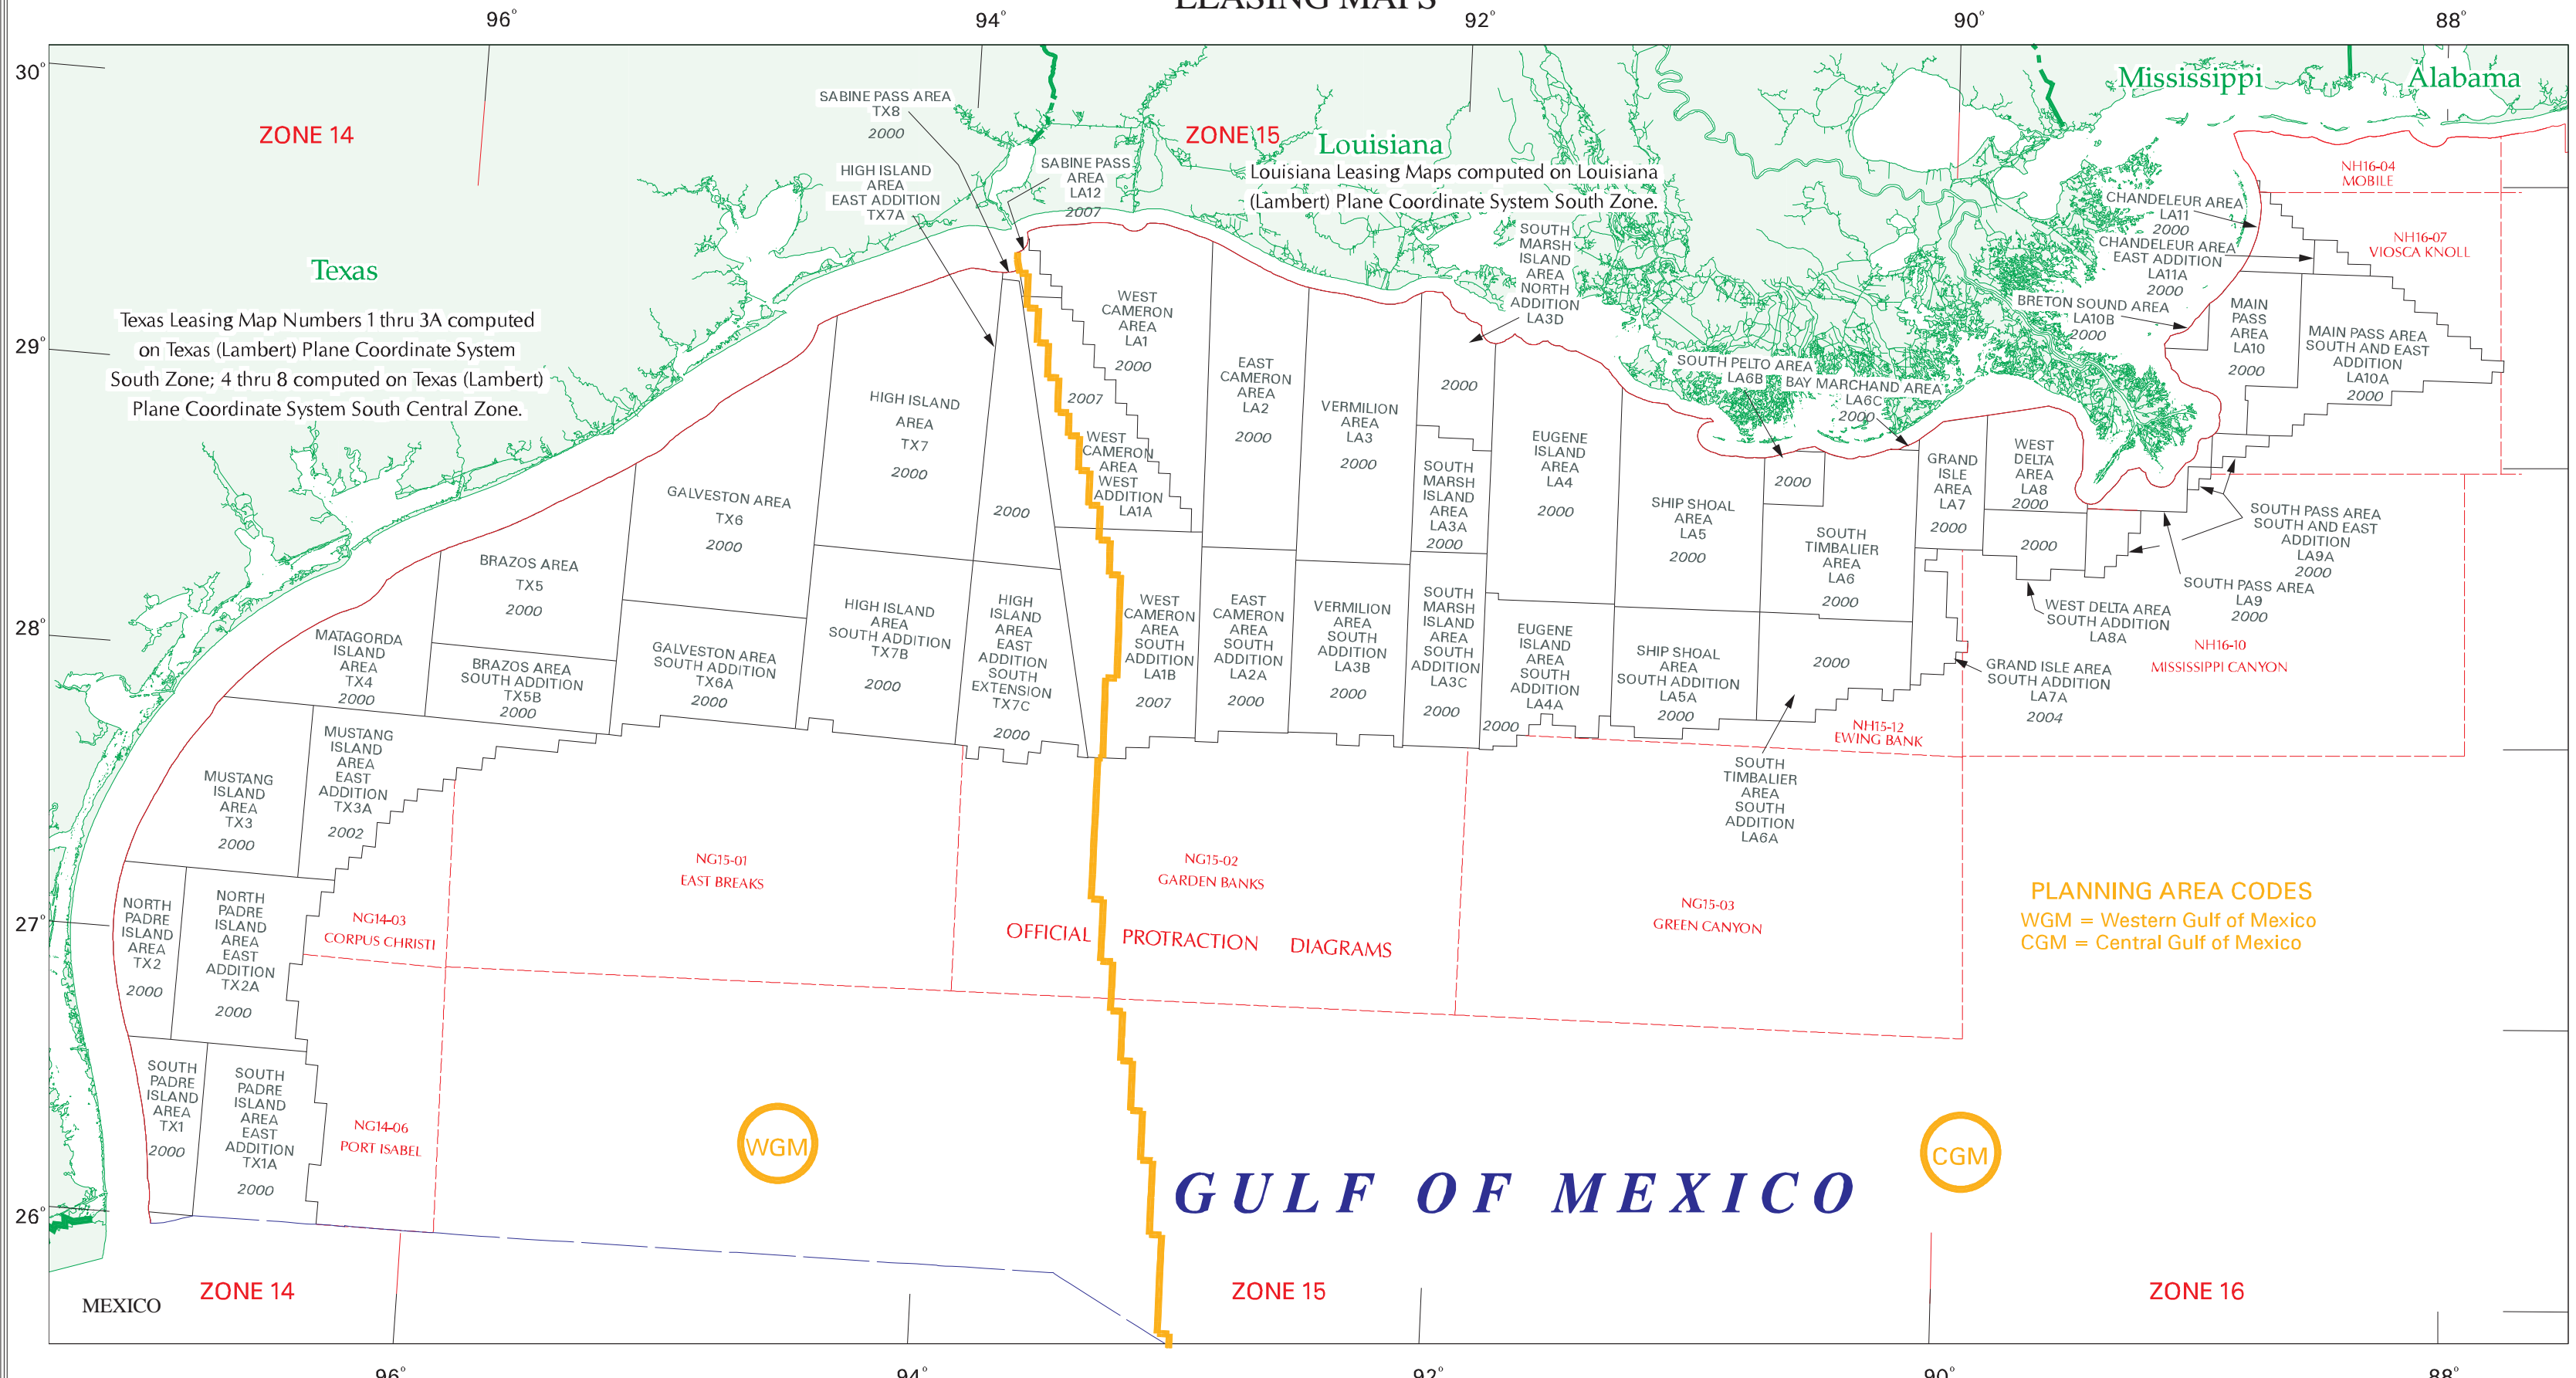 LEASING MAPS
96°
94°
92°
90°
88°
30°
29°
28°
27°
26°
ZONE 14
ZONE 15
Texas
Louisiana
Mississippi
Alabama
Texas Leasing Map Numbers 1 thru 3A computed
on Texas (Lambert) Plane Coordinate System
South Zone; 4 thru 8 computed on Texas (Lambert)
Plane Coordinate System South Central Zone.
Louisiana Leasing Maps computed on Louisiana
(Lambert) Plane Coordinate System South Zone.
SABINE PASS AREA
TX8
2000
HIGH ISLAND
AREA
EAST ADDITION
TX7A
SABINE PASS
AREA
LA12
2007
SOUTH
MARSH
ISLAND
AREA
NORTH
ADDITION
LA3D
2000
NH16-04
MOBILE
CHANDELEUR AREA
LA11
2000
CHANDELEUR AREA
EAST ADDITION
LA11A
2000
NH16-07
VIOSCA KNOLL
BRETON SOUND AREA
LA10B
2000
MAIN
PASS
AREA
LA10
2000
MAIN PASS AREA
SOUTH AND EAST
ADDITION
LA10A
2000
WEST
CAMERON
AREA
LA1
2000
2007
WEST
CAMERON
AREA
WEST
ADDITION
LA1A
EAST
CAMERON
AREA
LA2
2000
VERMILION
AREA
LA3
2000
SOUTH PELTO AREA
LA6B
BAY MARCHAND AREA
LA6C
2000
HIGH ISLAND
AREA
TX7
2000
2000
SOUTH
MARSH
ISLAND
AREA
LA3A
2000
EUGENE
ISLAND
AREA
LA4
2000
SHIP SHOAL
AREA
LA5
2000
2000
SOUTH
TIMBALIER
AREA
LA6
2000
GRAND
ISLE
AREA
LA7
2000
WEST
DELTA
AREA
LA8
2000
2000
SOUTH PASS AREA
SOUTH AND EAST
ADDITION
LA9A
2000
SOUTH PASS AREA
LA9
2000
WEST DELTA AREA
SOUTH ADDITION
LA8A
NH16-10
MISSISSIPPI CANYON
GRAND ISLE AREA
SOUTH ADDITION
LA7A
2004
GALVESTON AREA
TX6
2000
BRAZOS AREA
TX5
2000
MATAGORDA
ISLAND
AREA
TX4
2000
BRAZOS AREA
SOUTH ADDITION
TX5B
2000
GALVESTON AREA
SOUTH ADDITION
TX6A
2000
HIGH ISLAND
AREA
SOUTH ADDITION
TX7B
2000
HIGH
ISLAND
AREA
EAST
ADDITION
SOUTH
EXTENSION
TX7C
2000
WEST
CAMERON
AREA
SOUTH
ADDITION
LA1B
2007
EAST
CAMERON
AREA
SOUTH
ADDITION
LA2A
2000
VERMILION
AREA
SOUTH
ADDITION
LA3B
2000
SOUTH
MARSH
ISLAND
AREA
SOUTH
ADDITION
LA3C
2000
EUGENE
ISLAND
AREA
SOUTH
ADDITION
LA4A
2000
SHIP SHOAL
AREA
SOUTH ADDITION
LA5A
2000
2000
NH15-12
EWING BANK
SOUTH
TIMBALIER
AREA
SOUTH
ADDITION
LA6A
MUSTANG
ISLAND
AREA
TX3
2000
MUSTANG
ISLAND
AREA
EAST
ADDITION
TX3A
2002
NORTH
PADRE
ISLAND
AREA
TX2
2000
NORTH
PADRE
ISLAND
AREA
EAST
ADDITION
TX2A
2000
SOUTH
PADRE
ISLAND
AREA
TX1
2000
SOUTH
PADRE
ISLAND
AREA
EAST
ADDITION
TX1A
2000
NG14-03
CORPUS CHRISTI
NG14-06
PORT ISABEL
NG15-01
EAST BREAKS
NG15-02
GARDEN BANKS
NG15-03
GREEN CANYON
OFFICIAL PROTRACTION DIAGRAMS
PLANNING AREA CODES
WGM = Western Gulf of Mexico
CGM = Central Gulf of Mexico
WGM
CGM
GULF OF MEXICO
MEXICO
ZONE 14
ZONE 15
ZONE 16
96°
94°
92°
90°
88°